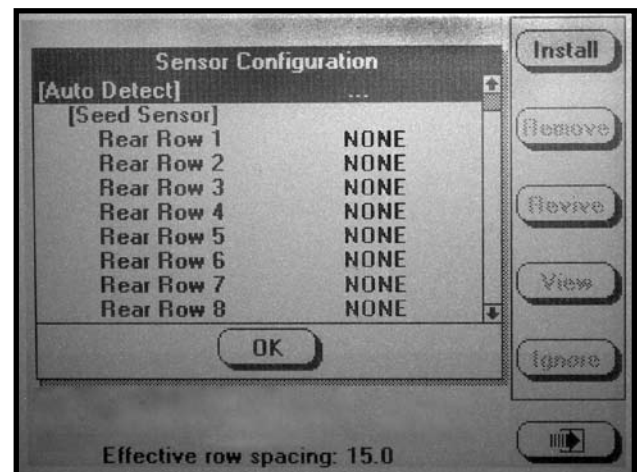 Sensor Configuration
[Auto Detect] ...
[Seed Sensor]
Rear Row 1 NONE
Rear Row 2 NONE
Rear Row 3 NONE
Rear Row 4 NONE
Rear Row 5 NONE
Rear Row 6 NONE
Rear Row 7 NONE
Rear Row 8 NONE
OK
Effective row spacing: 15.0
Install
Remove
Revive
View
Ignore